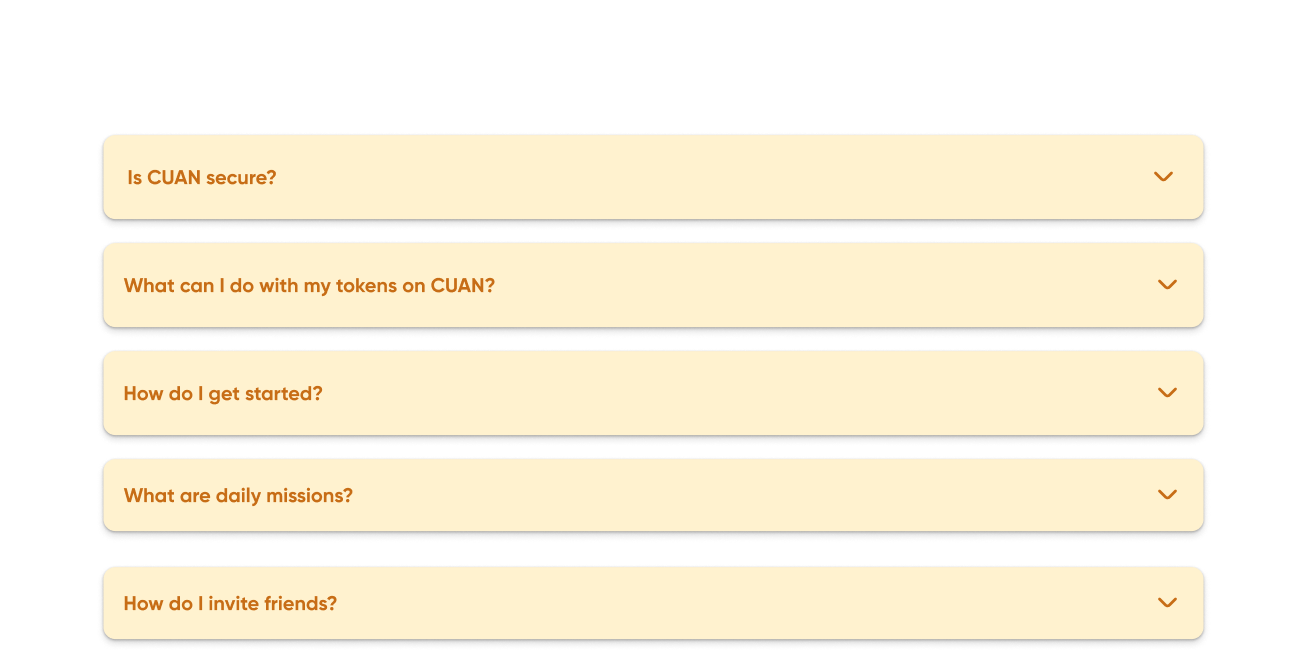 Is CUAN secure?
What can I do with my tokens on CUAN?
How do I get started?
What are daily missions?
How do I invite friends?